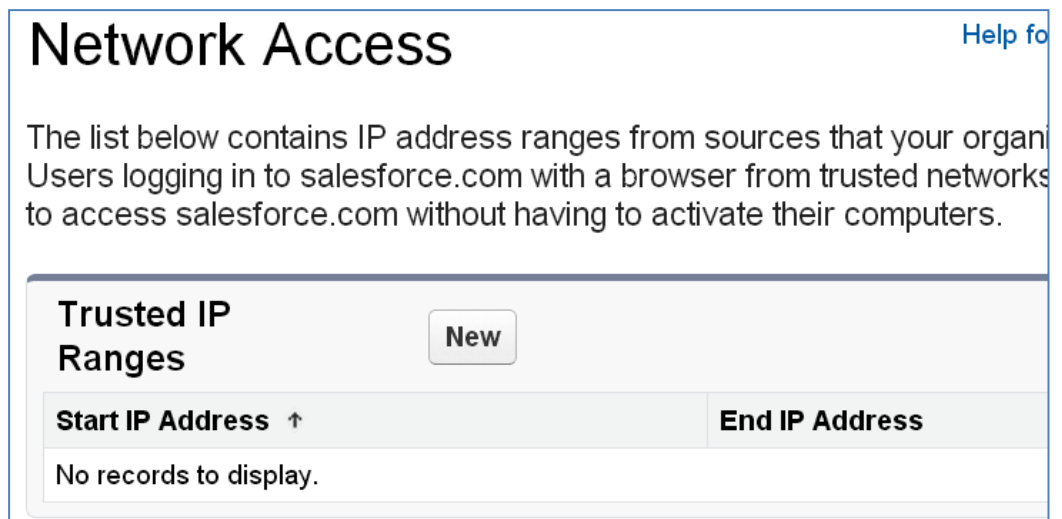 Network Access
Help fo
The list below contains IP address ranges from sources that your organi
Users logging in to salesforce.com with a browser from trusted networks
to access salesforce.com without having to activate their computers.
Trusted IP
Ranges
New
Start IP Address ↑
End IP Address
No records to display.